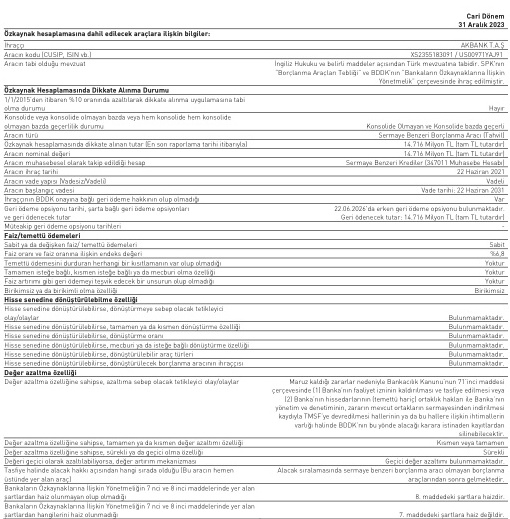 Cari Dönem
31 Aralık 2023
Özkaynak hesaplamasına dahil edilecek araçlara ilişkin bilgiler:
İhraçcı AKBANK T.A.Ş
Aracın kodu (CUSIP, ISIN vb.) XS2355183091 / US00971YAJ91
Aracın tabi olduğu mevzuat İngiliz Hukuku ve belirli maddeler açısından Türk mevzuatına tabidir. SPK'nın
"Borçlanma Araçları Tebliği" ve BDDK'nın "Bankaların Özkaynaklarına İlişkin
Yönetmelik" çerçevesinde ihraç edilmiştir.
Özkaynak Hesaplamasında Dikkate Alınma Durumu
1/1/2015'den itibaren %10 oranında azaltılarak dikkate alınma uygulamasına tabi
olma durumu Hayır
Konsolide veya konsolide olmayan bazda veya hem konsolide hem konsolide
olmayan bazda geçerlilik durumu Konsolide Olmayan ve Konsolide bazda geçerli
Aracın türü Sermaye Benzeri Borçlanma Aracı (Tahvil)
Özkaynak hesaplamasında dikkate alınan tutar (En son raporlama tarihi itibarıyla) 14.716 Milyon TL (tam TL tutardır)
Aracın nominal değeri 14.716 Milyon TL (tam TL tutardır)
Aracın muhasebesel olarak takip edildiği hesap Sermaye Benzeri Krediler (347011 Muhasebe Hesabı)
Aracın ihraç tarihi 22 Haziran 2021
Aracın vade yapısı (Vadesiz/Vadeli) Vadeli
Aracın başlangıç vadesi Vade tarihi: 22 Haziran 2031
İhraççının BDDK onayına bağlı geri ödeme hakkının olup olmadığı Var
Geri ödeme opsiyonu tarihi, şarta bağlı geri ödeme opsiyonları 22.06.2026'da erken geri ödeme opsiyonu bulunmaktadır.
ve geri ödenecek tutar Geri ödenecek tutar: 14.716 Milyon TL (tam TL tutardır)
Müteakip geri ödeme opsiyonu tarihleri -
Faiz/temettü ödemeleri
Sabit ya da değişken faiz/ temettü ödemeleri Sabit
Faiz oranı ve faiz oranına ilişkin endeks değeri %6,8
Temettü ödemesini durduran herhangi bir kısıtlamanın var olup olmadığı Yoktur
Tamamen isteğe bağlı, kısmen isteğe bağlı ya da mecburi olma özelliği Yoktur
Faiz artırımı gibi geri ödemeyi teşvik edecek bir unsurun olup olmadığı Yoktur
Birikimsiz ya da birikimli olma özelliği Birikimsiz
Hisse senedine dönüştürülebilme özelliği
Hisse senedine dönüştürülebilirse, dönüştürmeye sebep olacak tetikleyici
olay/olaylar Bulunmamaktadır.
Hisse senedine dönüştürülebilirse, tamamen ya da kısmen dönüştürme özelliği Bulunmamaktadır.
Hisse senedine dönüştürülebilirse, dönüştürme oranı Bulunmamaktadır.
Hisse senedine dönüştürülebilirse, mecburi ya da isteğe bağlı dönüştürme özelliği Bulunmamaktadır.
Hisse senedine dönüştürülebilirse, dönüştürülebilir araç türleri Bulunmamaktadır.
Hisse senedine dönüştürülebilirse, dönüştürülecek borçlanma aracının ihraççısı Bulunmamaktadır.
Değer azaltma özelliği
Değer azaltma özelliğine sahipse, azaltıma sebep olacak tetikleyici olay/olaylar Maruz kaldığı zararlar nedeniyle Bankacılık Kanunu'nun 71'inci maddesi
çerçevesinde (1) Banka'nın faaliyet izninin kaldırılması ve tasfiye edilmesi veya
(2) Banka'nın hissedarlarının (temettü hariç) ortaklık hakları ile Banka'nın
yönetim ve denetiminin, zararın mevcut ortakların sermayesinden indirilmesi
kaydıyla TMSF'ye devredilmesi hallerinin ya da bu hallere ilişkin ihtimallerin
varlığı halinde BDDK'nın bu yönde alacağı karara istinaden kayıtlardan
silinebilecektir.
Değer azaltma özelliğine sahipse, tamamen ya da kısmen değer azaltımı özelliği Kısmen veya tamamen
Değer azaltma özelliğine sahipse, sürekli ya da geçici olma özelliği Sürekli
Değeri geçici olarak azaltılabiliyorsa, değer artırım mekanizması Geçici değer azaltımı bulunmamaktadır.
Tasfiye halinde alacak hakkı açısından hangi sırada olduğu (Bu aracın hemen Alacak sıralamasında sermaye benzeri borçlanma aracı olmayan borçlanma
üstünde yer alan araç) araçlarından sonra gelmektedir.
Bankaların Özkaynaklarına İlişkin Yönetmeliğin 7 nci ve 8 inci maddelerinde yer alan
şartlardan haiz olunmayan olup olmadığı 8. maddedeki şartlara haizdir.
Bankaların Özkaynaklarına İlişkin Yönetmeliğin 7 nci ve 8 inci maddelerinde yer alan
şartlardan hangilerini haiz olunmadığı 7. maddedeki şartlara haiz değildir.